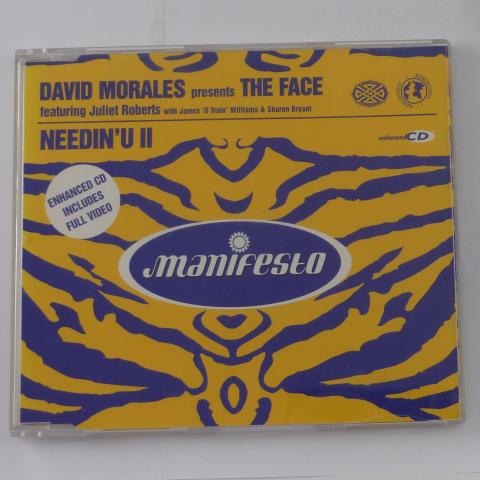 DAVID MORALES presents THE FACE
featuring Juliet Roberts with James 'D Train' Williams & Sharon Bryant
NEEDIN'U II
enhanced CD
ENHANCED CD
INCLUDES
FULL VIDEO
manifesto